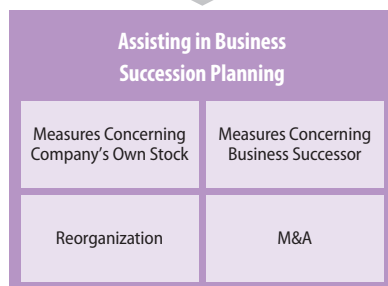 Assisting in Business
Succession Planning
Measures Concerning
Company's Own Stock
Measures Concerning
Business Successor
Reorganization
M&A